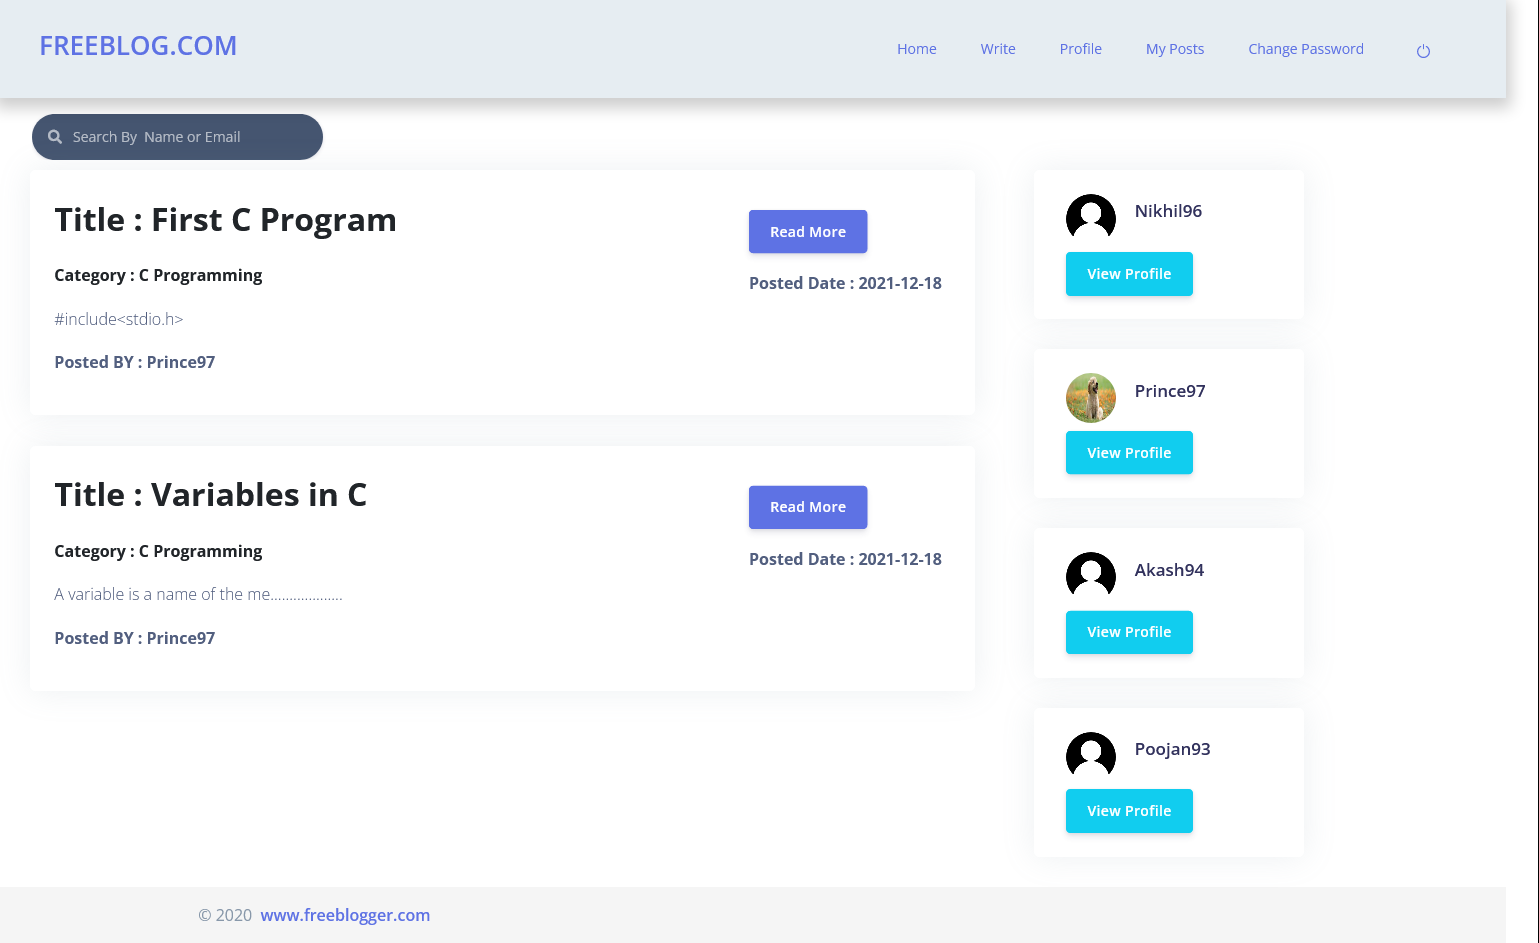 FREEBLOG.COM
Home Write Profile My Posts Change Password
Search By Name or Email
Title : First C Program
Category : C Programming
#include<stdio.h>
Posted BY : Prince97
Read More
Posted Date : 2021-12-18
Title : Variables in C
Category : C Programming
A variable is a name of the me...................
Posted BY : Prince97
Read More
Posted Date : 2021-12-18
Nikhil96
View Profile
Prince97
View Profile
Akash94
View Profile
Poojan93
View Profile
© 2020 www.freeblogger.com